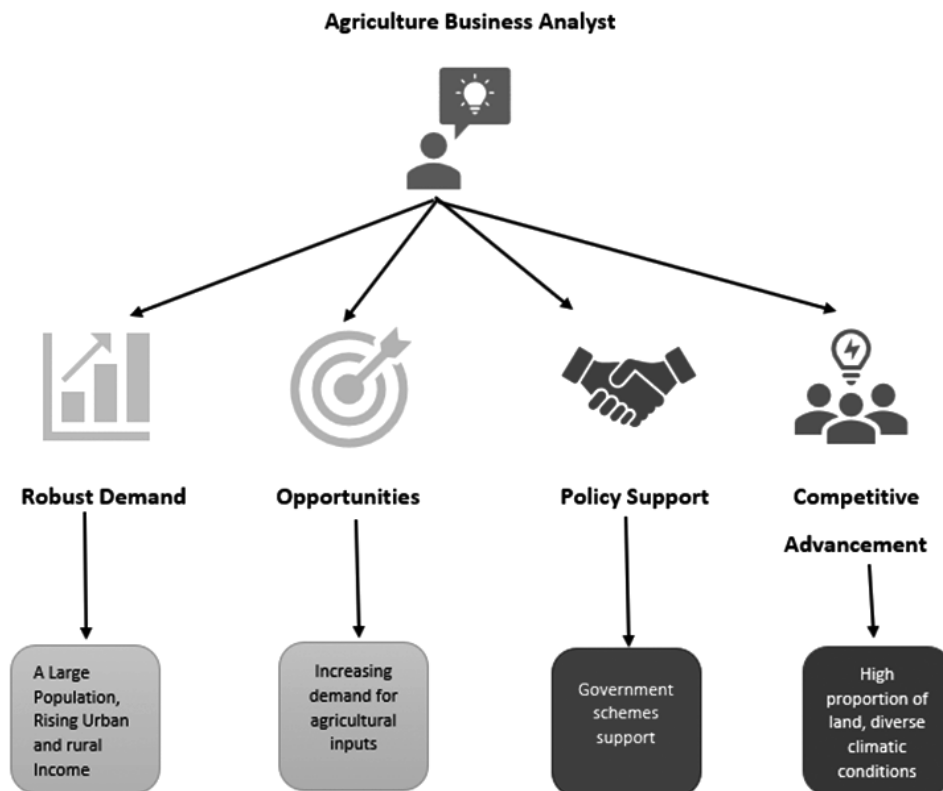 Agriculture Business Analyst
Robust Demand
Opportunities
Policy Support
Competitive
Advancement
A Large
Population,
Rising Urban
and rural
Income
Increasing
demand for
agricultural
inputs
Government
schemes
support
High
proportion of
land, diverse
climatic
conditions